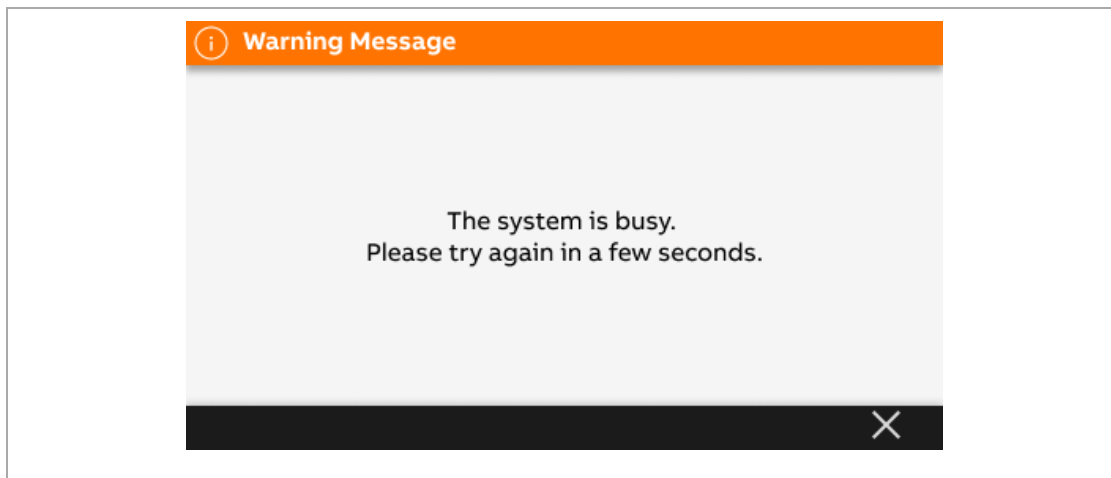 Warning Message
The system is busy.
Please try again in a few seconds.